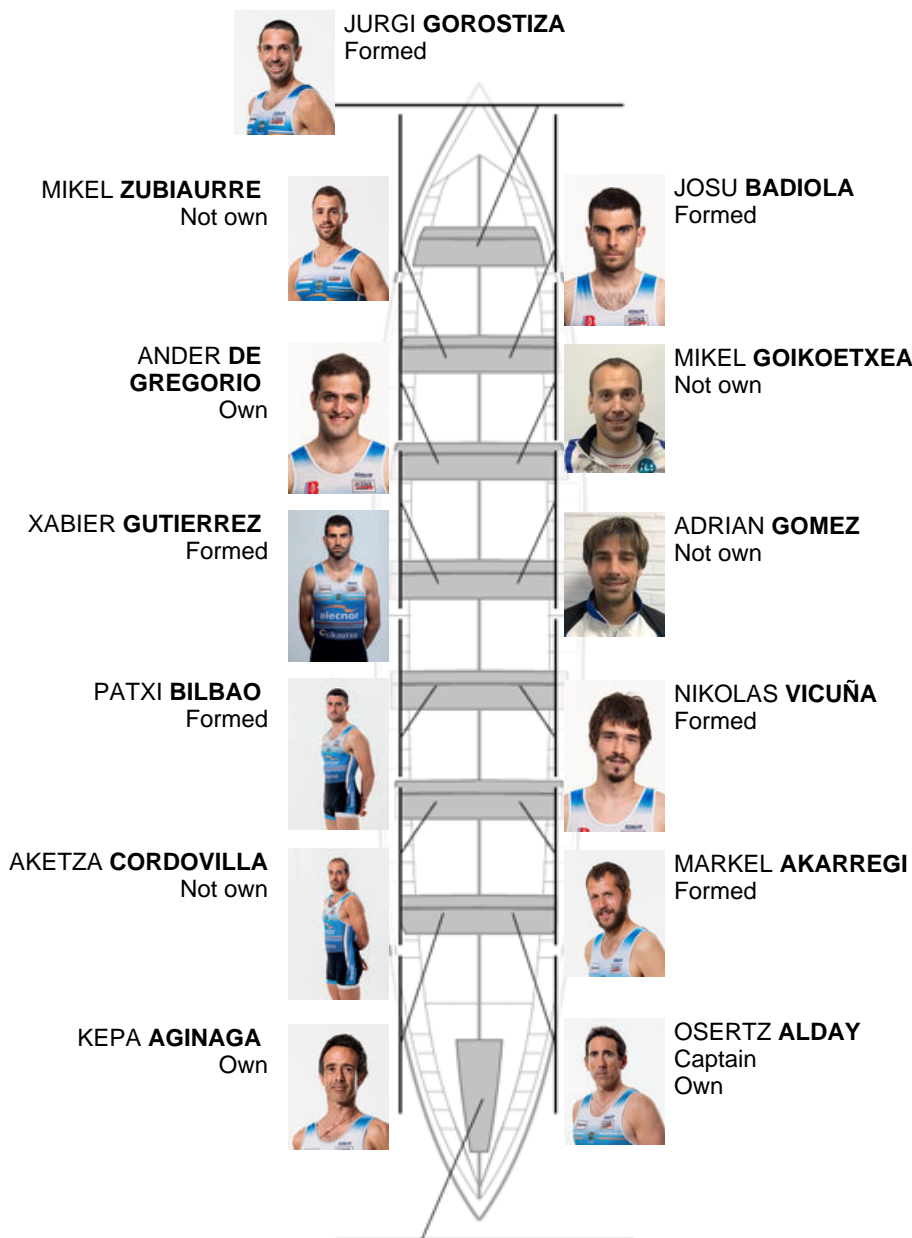 JURGI GOROSTIZA
Formed
MIKEL ZUBIAURRE
Not own
JOSU BADIOLA
Formed
ANDER DE
GREGORIO
Own
MIKEL GOIKOETXEA
Not own
XABIER GUTIERREZ
Formed
elecnor
cikautxo
ADRIAN GOMEZ
Not own
PATXI BILBAO
Formed
NIKOLAS VICUÑA
Formed
AKETZA CORDOVILLA
Not own
MARKEL AKARREGI
Formed
KEPA AGINAGA
Own
OSERTZ ALDAY
Captain
Own